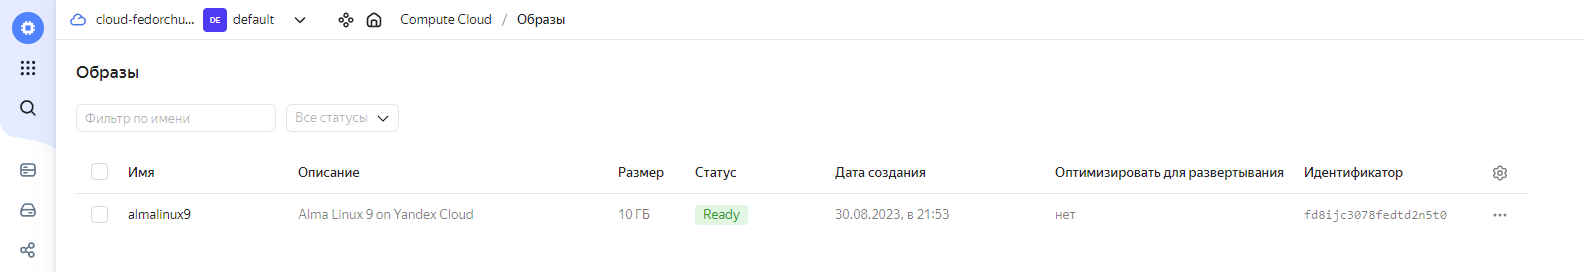 cloud-fedorchu... DE default Compute Cloud / Образы
Образы
Фильтр по имени Все статусы
Имя Описание Размер Статус Дата создания Оптимизировать для развертывания Идентификатор
almalinux9 Alma Linux 9 on Yandex Cloud 10 ГБ Ready 30.08.2023, в 21:53 нет fd8ijc3078fedtd2n5t0